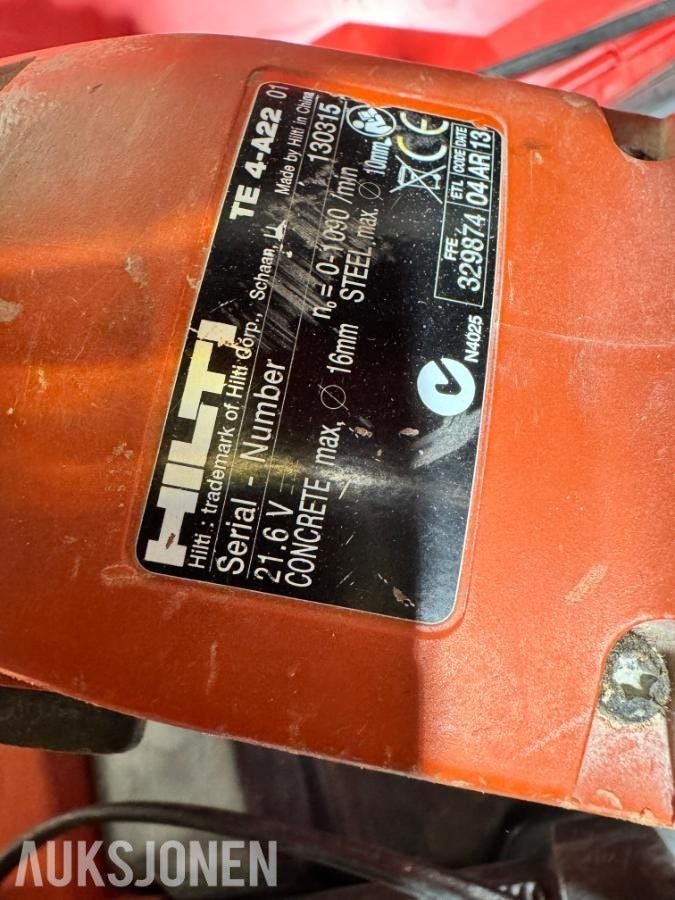 HILTI TE 4-A22 01
Hilti : trademark of Hilti Corp., Schaan, LI Made by Hilti in China
Serial - Number 130315
21.6 V n₀ = 0-1090 /min
CONCRETE max. Ø 16mm STEEL max. Ø 10mm
CE
N4025
FFE ETL CODE DATE
329874 04 AR 13
AUKSJONEN